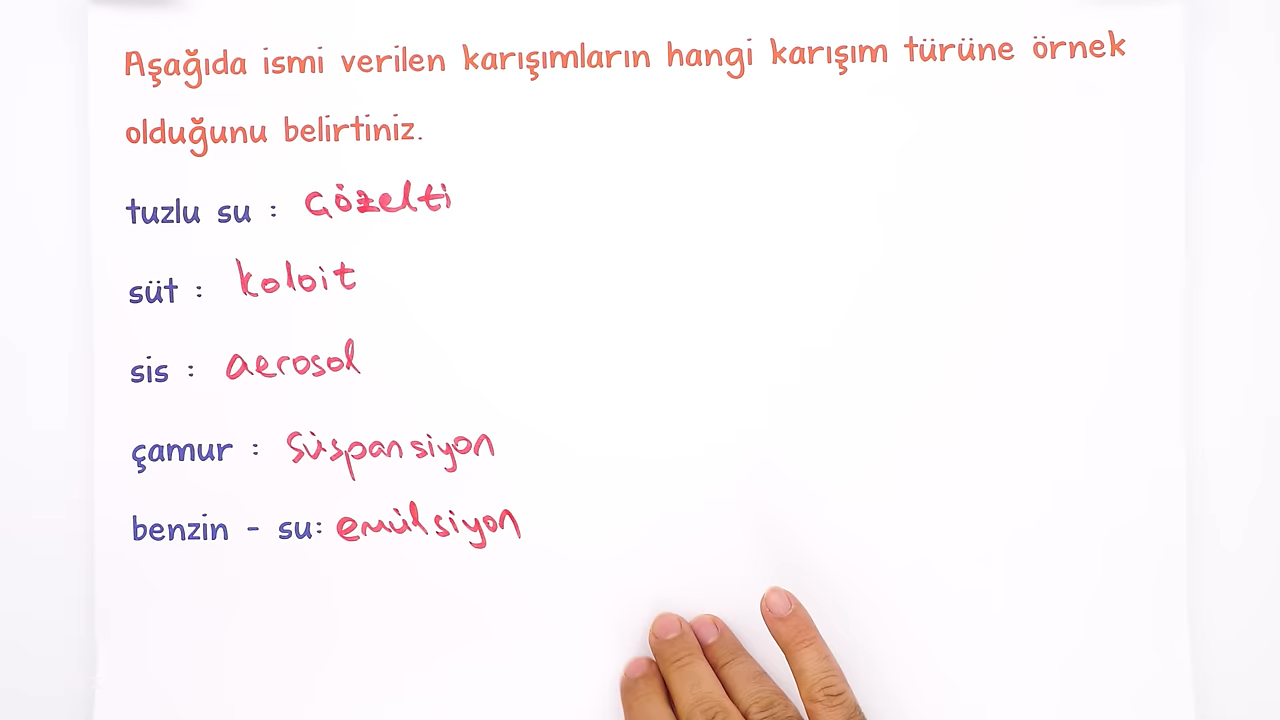 Aşağıda ismi verilen karışımların hangi karışım türüne örnek
olduğunu belirtiniz.
tuzlu su : çözelti
süt : koloit
sis : aerosol
çamur : süspansiyon
benzin - su: emülsiyon